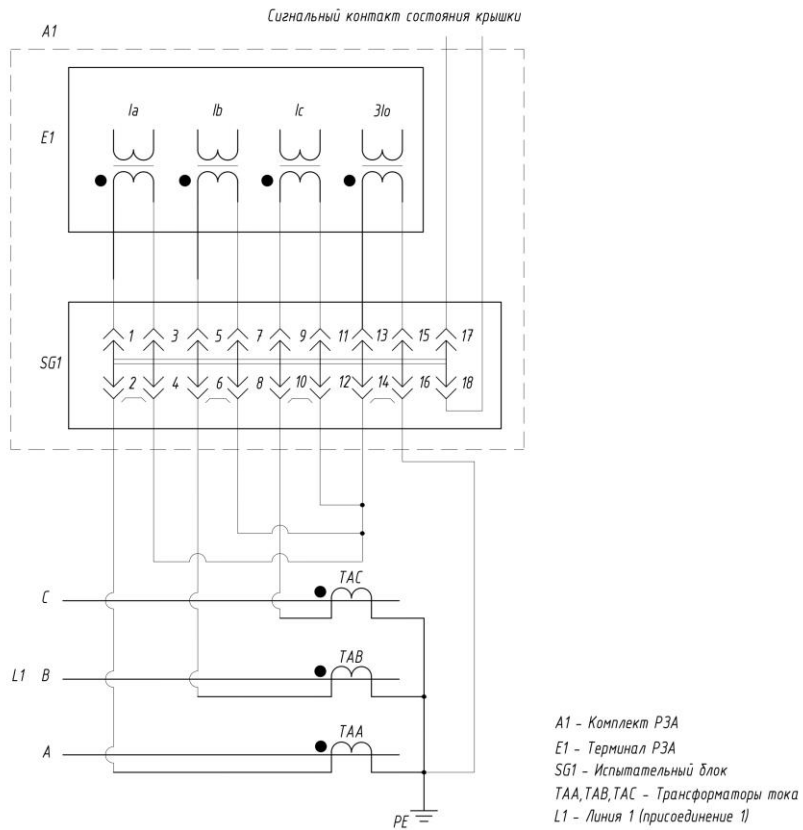 Сигнальный контакт состояния крышки
A1
Ia Ib Ic 3Io
E1
1 3 5 7 9 11 13 15 17
SG1
2 4 6 8 10 12 14 16 18
TAC
C
TAB
L1 B
TAA
A
PE
A1 - Комплект РЗА
E1 - Терминал РЗА
SG1 - Испытательный блок
TAA,TAB,TAC - Трансформаторы тока
L1 - Линия 1 (присоединение 1)